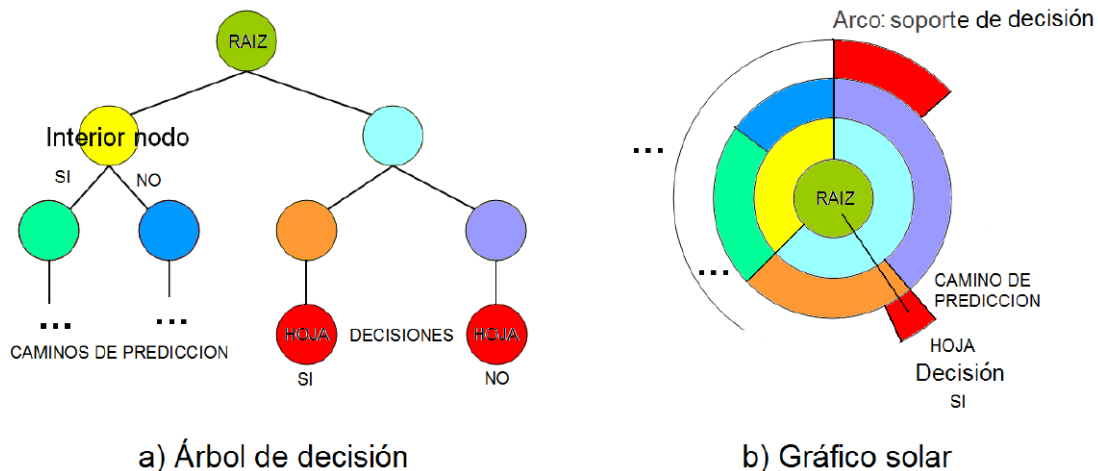 RAIZ
Interior nodo
SI
NO
...
...
CAMINOS DE PREDICCION
HOJA
DECISIONES
HOJA
SI
NO
a) Árbol de decisión
Arco: soporte de decisión
...
RAIZ
...
CAMINO DE
PREDICCION
HOJA
Decisión
SI
b) Gráfico solar